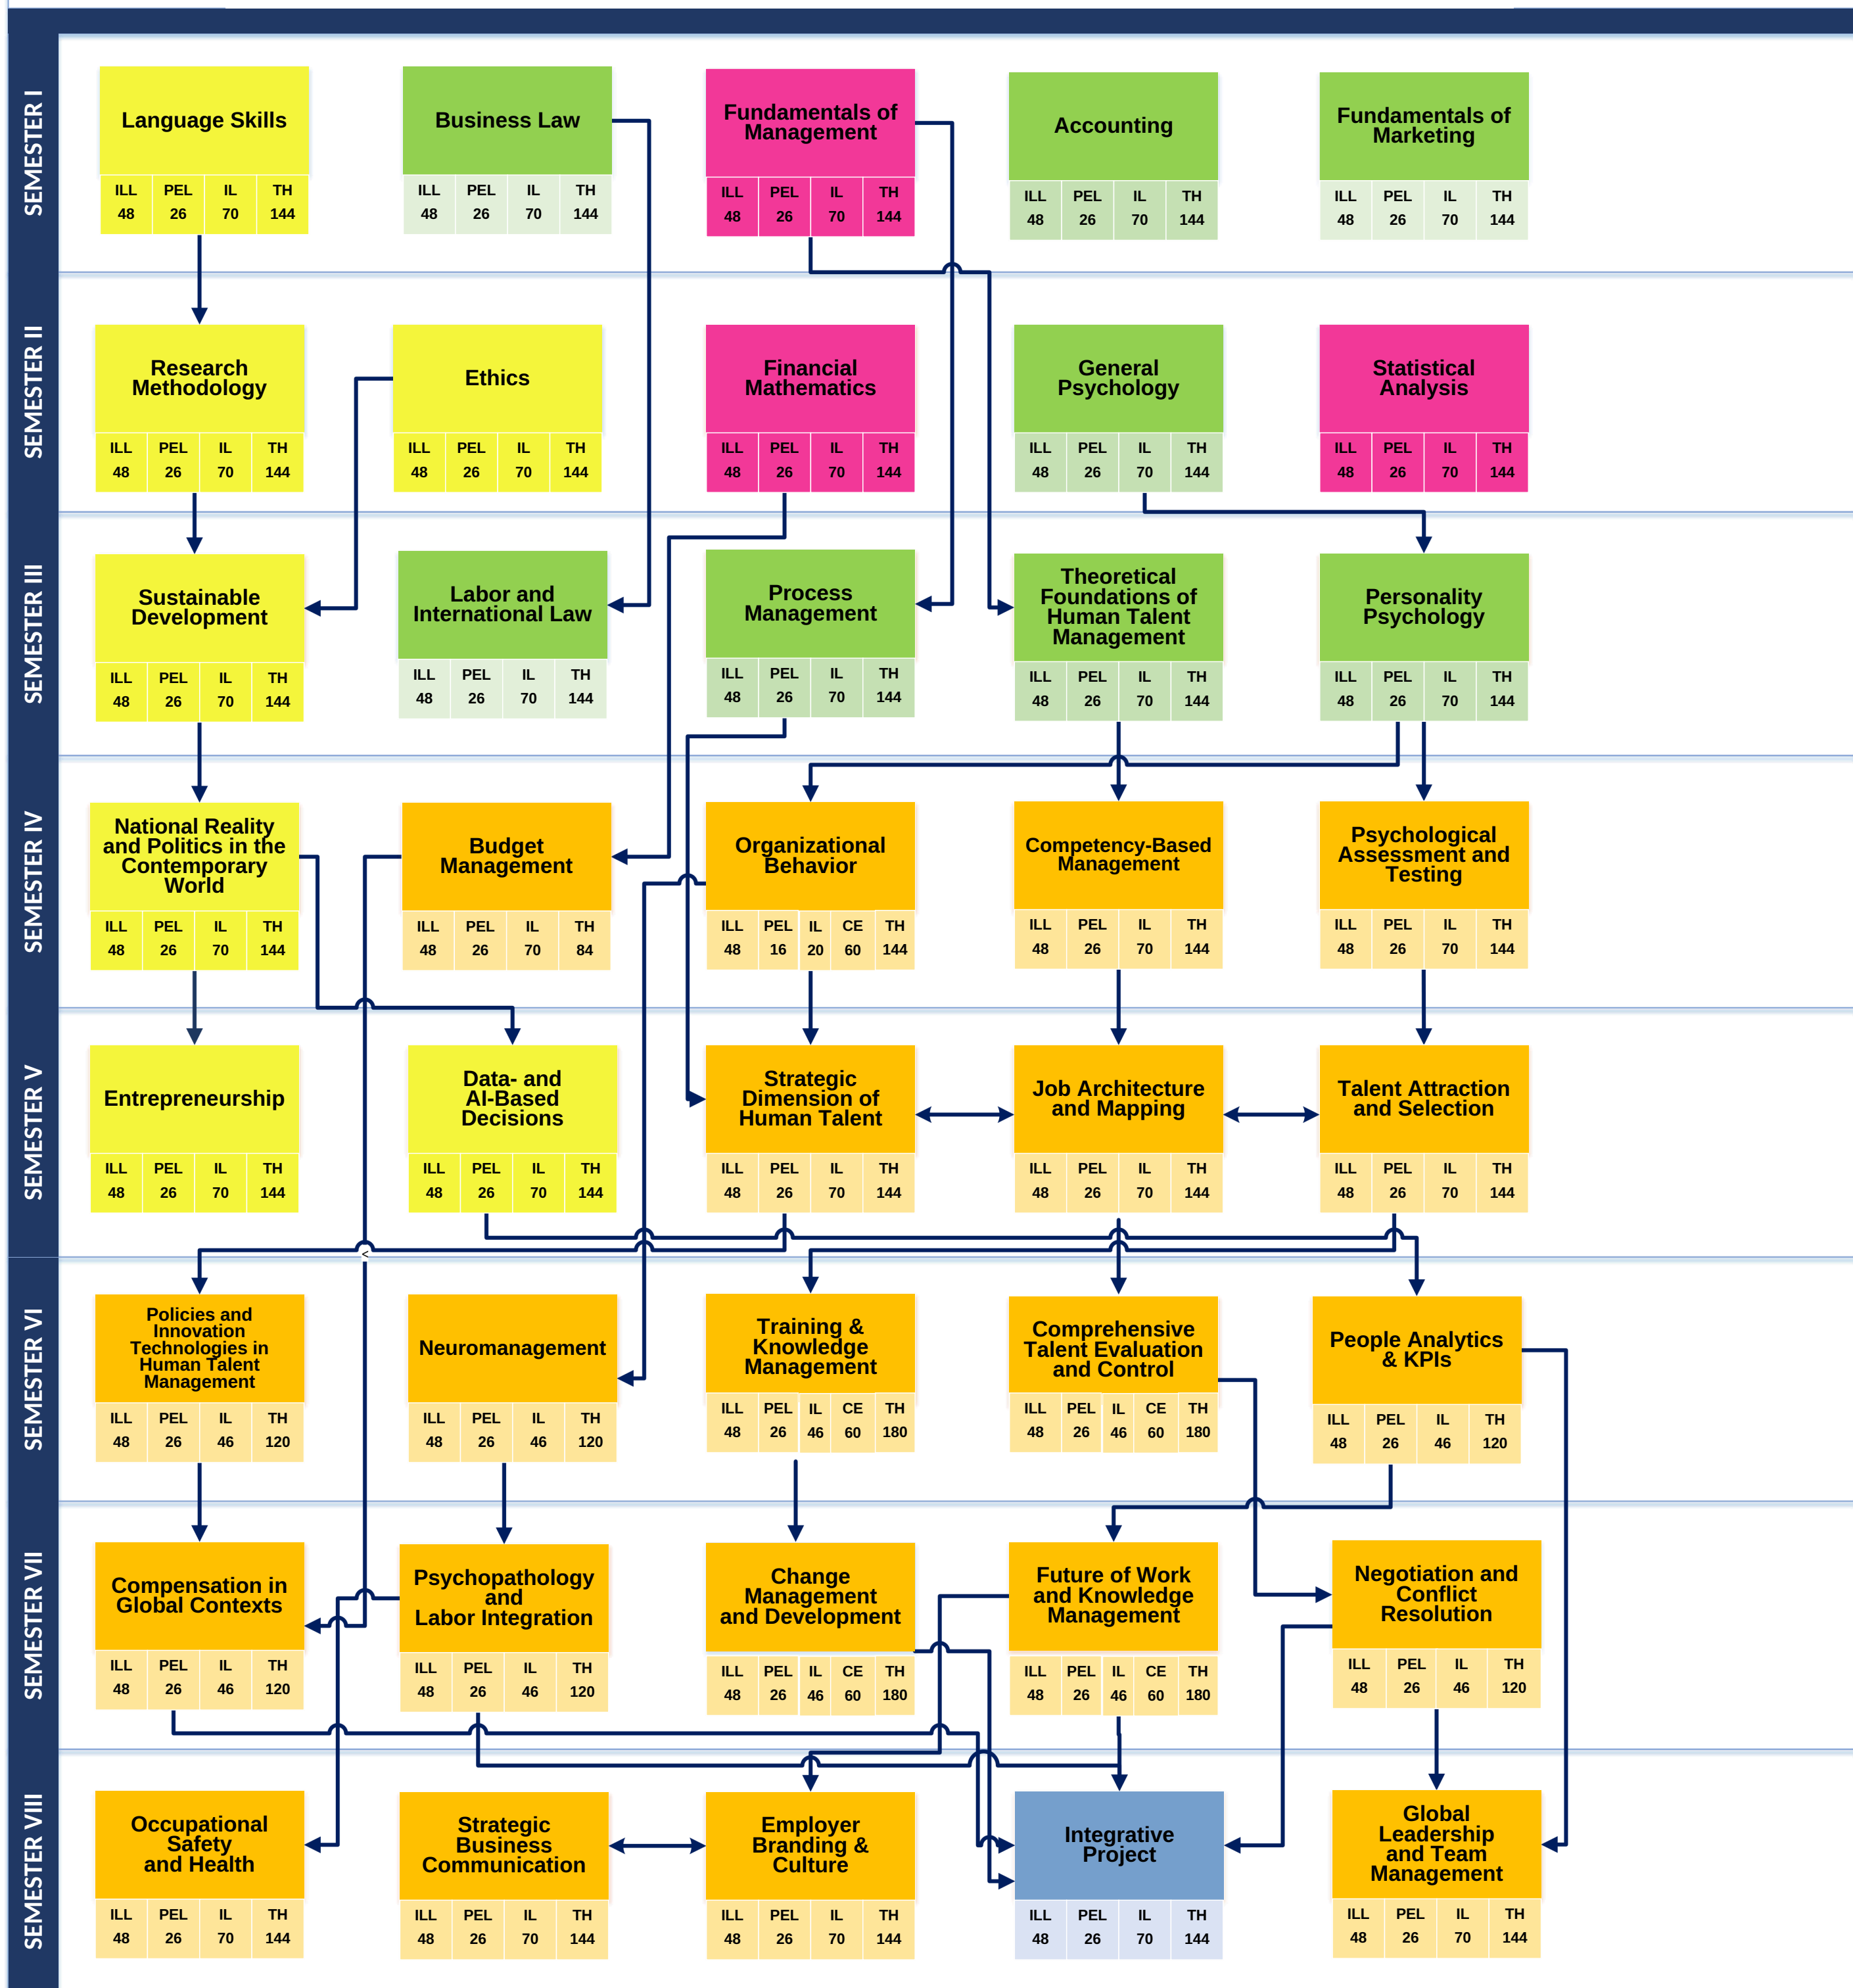 SEMESTER I
Language Skills
ILL PEL IL TH
48 26 70 144
Business Law
ILL PEL IL TH
48 26 70 144
Fundamentals of
Management
ILL PEL IL TH
48 26 70 144
Accounting
ILL PEL IL TH
48 26 70 144
Fundamentals of
Marketing
ILL PEL IL TH
48 26 70 144
SEMESTER II
Research
Methodology
ILL PEL IL TH
48 26 70 144
Ethics
ILL PEL IL TH
48 26 70 144
Financial
Mathematics
ILL PEL IL TH
48 26 70 144
General
Psychology
ILL PEL IL TH
48 26 70 144
Statistical
Analysis
ILL PEL IL TH
48 26 70 144
SEMESTER III
Sustainable
Development
ILL PEL IL TH
48 26 70 144
Labor and
International Law
ILL PEL IL TH
48 26 70 144
Process
Management
ILL PEL IL TH
48 26 70 144
Theoretical
Foundations of
Human Talent
Management
ILL PEL IL TH
48 26 70 144
Personality
Psychology
ILL PEL IL TH
48 26 70 144
SEMESTER IV
National Reality
and Politics in the
Contemporary
World
ILL PEL IL TH
48 26 70 144
Budget
Management
ILL PEL IL TH
48 26 70 84
Organizational
Behavior
ILL PEL IL CE TH
48 16 20 60 144
Competency-Based
Management
ILL PEL IL TH
48 26 70 144
Psychological
Assessment and
Testing
ILL PEL IL TH
48 26 70 144
SEMESTER V
Entrepreneurship
ILL PEL IL TH
48 26 70 144
Data- and
AI-Based
Decisions
ILL PEL IL TH
48 26 70 144
Strategic
Dimension of
Human Talent
ILL PEL IL TH
48 26 70 144
Job Architecture
and Mapping
ILL PEL IL TH
48 26 70 144
Talent Attraction
and Selection
ILL PEL IL TH
48 26 70 144
<
SEMESTER VI
Policies and
Innovation
Technologies in
Human Talent
Management
ILL PEL IL TH
48 26 46 120
Neuromanagement
ILL PEL IL TH
48 26 46 120
Training &
Knowledge
Management
ILL PEL IL CE TH
48 26 46 60 180
Comprehensive
Talent Evaluation
and Control
ILL PEL IL CE TH
48 26 46 60 180
People Analytics
& KPIs
ILL PEL IL TH
48 26 46 120
SEMESTER VII
Compensation in
Global Contexts
ILL PEL IL TH
48 26 46 120
Psychopathology
and
Labor Integration
ILL PEL IL TH
48 26 46 120
Change
Management
and Development
ILL PEL IL CE TH
48 26 46 60 180
Future of Work
and Knowledge
Management
ILL PEL IL CE TH
48 26 46 60 180
Negotiation and
Conflict
Resolution
ILL PEL IL TH
48 26 46 120
SEMESTER VIII
Occupational
Safety
and Health
ILL PEL IL TH
48 26 70 144
Strategic
Business
Communication
ILL PEL IL TH
48 26 70 144
Employer
Branding &
Culture
ILL PEL IL TH
48 26 70 144
Integrative
Project
ILL PEL IL TH
48 26 70 144
Global
Leadership
and Team
Management
ILL PEL IL TH
48 26 70 144